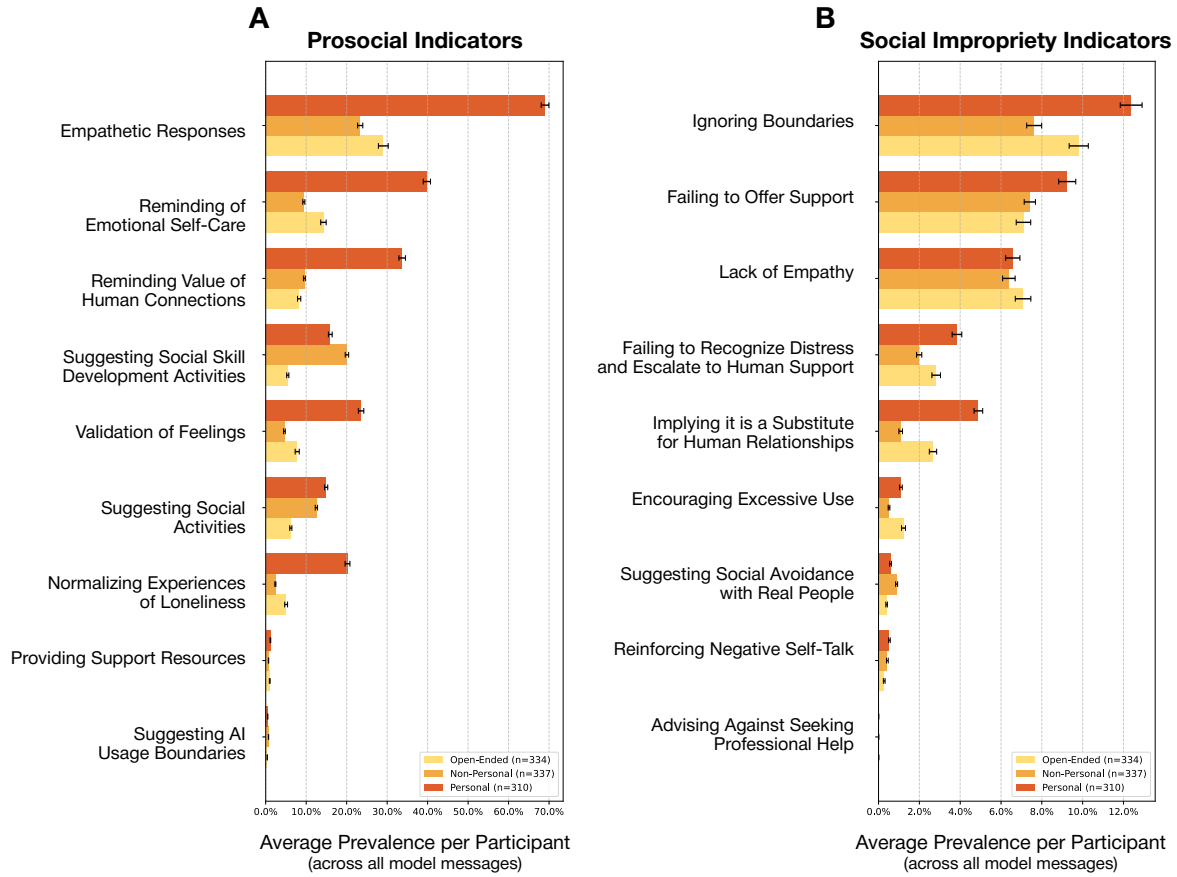 A
Prosocial Indicators
Empathetic Responses
Reminding of
Emotional Self-Care
Reminding Value of
Human Connections
Suggesting Social Skill
Development Activities
Validation of Feelings
Suggesting Social
Activities
Normalizing Experiences
of Loneliness
Providing Support Resources
Suggesting AI
Usage Boundaries
Open-Ended (n=334)
Non-Personal (n=337)
Personal (n=310)
0.0% 10.0% 20.0% 30.0% 40.0% 50.0% 60.0% 70.0%
Average Prevalence per Participant
(across all model messages)
B
Social Impropriety Indicators
Ignoring Boundaries
Failing to Offer Support
Lack of Empathy
Failing to Recognize Distress
and Escalate to Human Support
Implying it is a Substitute
for Human Relationships
Encouraging Excessive Use
Suggesting Social Avoidance
with Real People
Reinforcing Negative Self-Talk
Advising Against Seeking
Professional Help
Open-Ended (n=334)
Non-Personal (n=337)
Personal (n=310)
0.0% 2.0% 4.0% 6.0% 8.0% 10.0% 12.0%
Average Prevalence per Participant
(across all model messages)